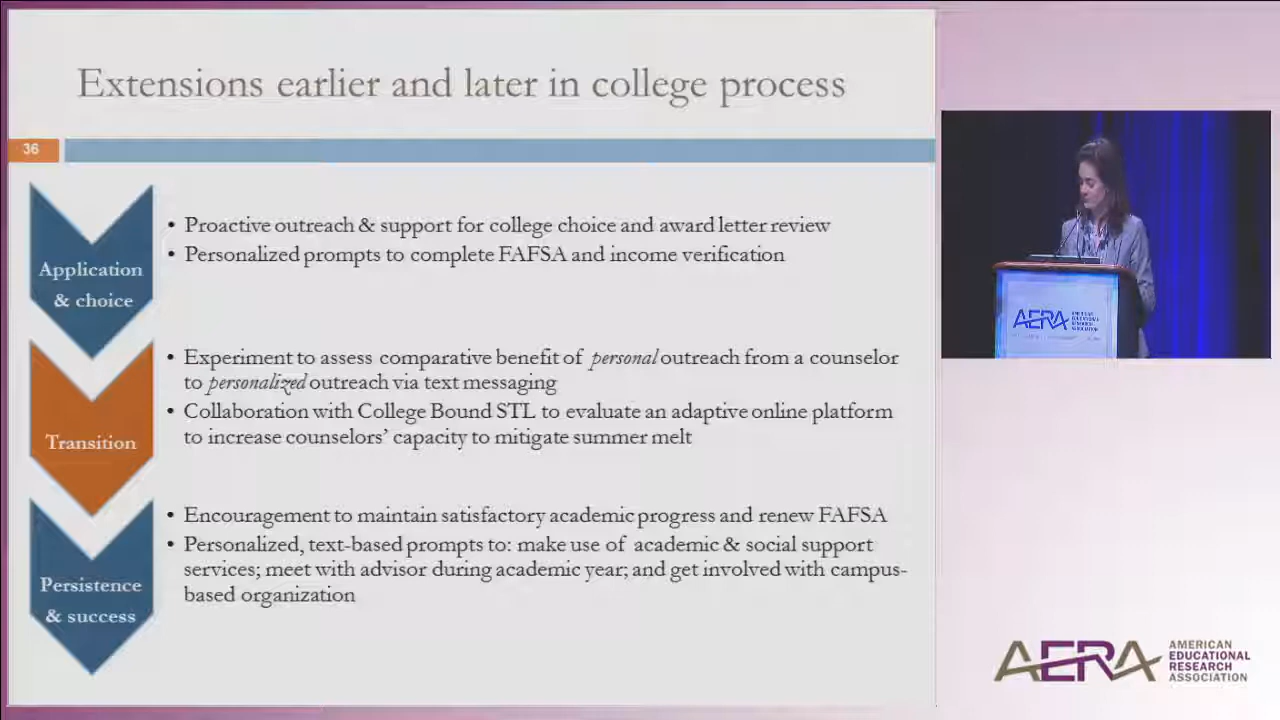 Extensions earlier and later in college process
36
Application
& choice
• Proactive outreach & support for college choice and award letter review
• Personalized prompts to complete FAFSA and income verification
Transition
• Experiment to assess comparative benefit of personal outreach from a counselor
to personalized outreach via text messaging
• Collaboration with College Bound STL to evaluate an adaptive online platform
to increase counselors' capacity to mitigate summer melt
Persistence
& success
• Encouragement to maintain satisfactory academic progress and renew FAFSA
• Personalized, text-based prompts to: make use of academic & social support
services; meet with advisor during academic year; and get involved with campus-
based organization
AERA
AMERICAN
EDUCATIONAL
RESEARCH
ASSOCIATION
AERA
AMERICAN
EDUCATIONAL
RESEARCH
ASSOCIATION